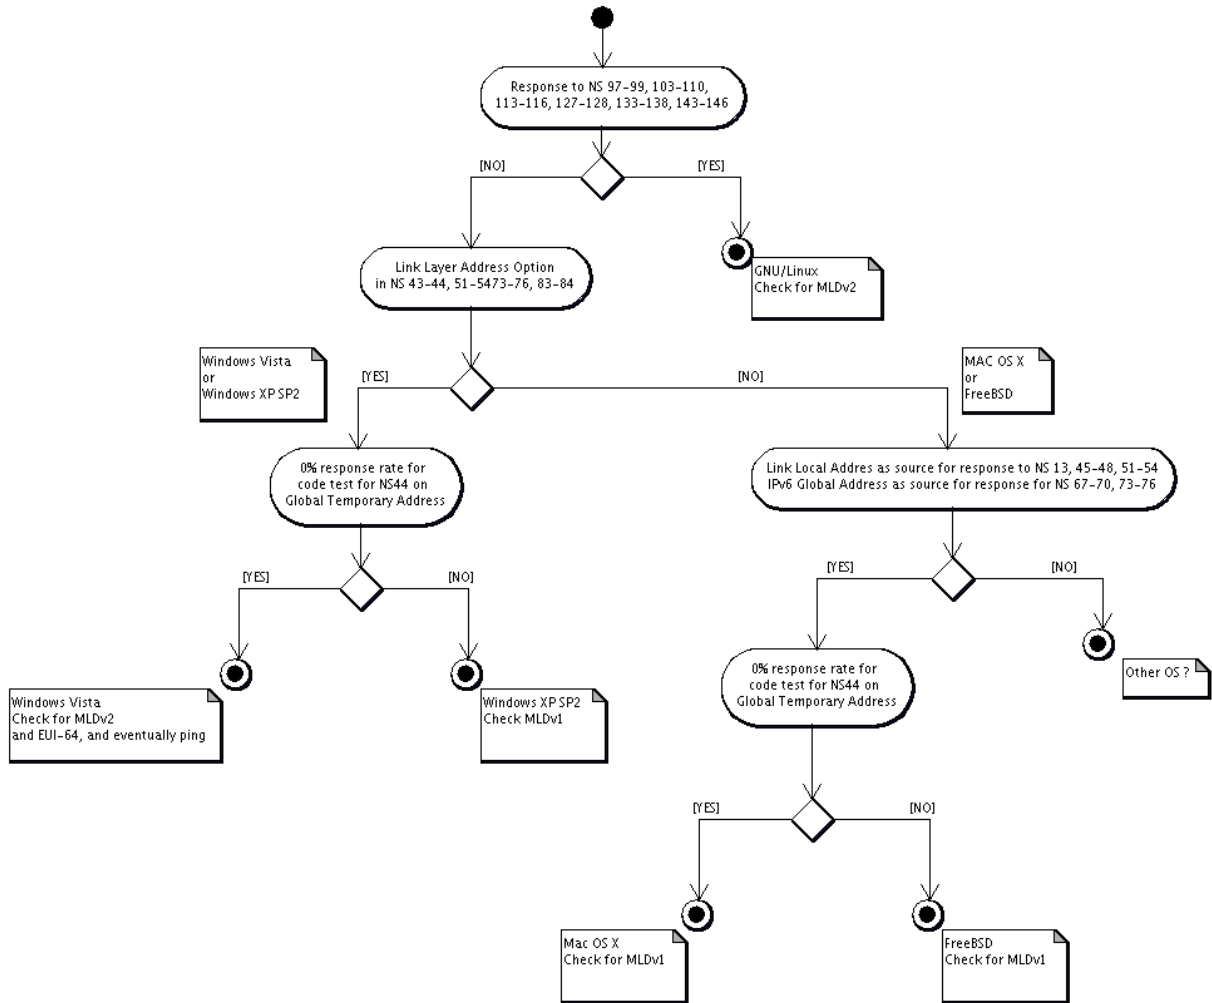 Response to NS 97-99, 103-110,
113-116, 127-128, 133-138, 143-146
[NO]
[YES]
Link Layer Address Option
in NS 43-44, 51-5473-76, 83-84
GNU/Linux
Check for MLDv2
Windows Vista
or
Windows XP SP2
[YES]
[NO]
MAC OS X
or
FreeBSD
0% response rate for
code test for NS44 on
Global Temporary Address
Link Local Addres as source for response to NS 13, 45-48, 51-54
IPv6 Global Address as source for response for NS 67-70, 73-76
[YES]
[NO]
[YES]
[NO]
0% response rate for
code test for NS44 on
Global Temporary Address
Other OS ?
Windows Vista
Check for MLDv2
and EUI-64, and eventually ping
Windows XP SP2
Check MLDv1
[YES]
[NO]
Mac OS X
Check for MLDv1
FreeBSD
Check for MLDv1